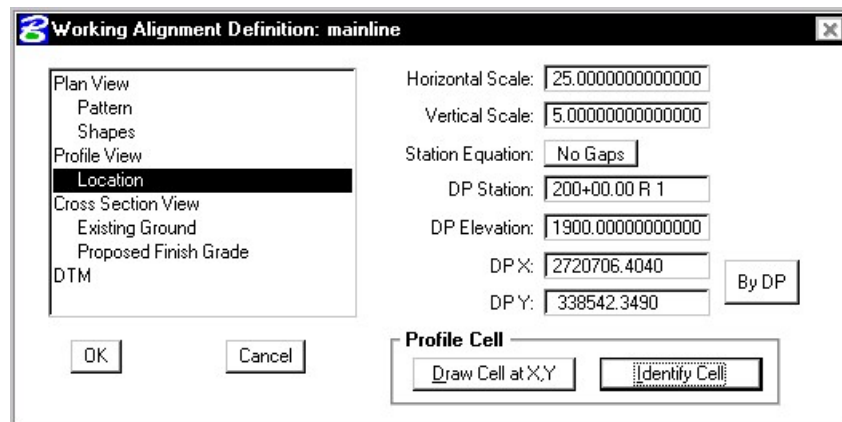 Working Alignment Definition: mainline
Plan View
Pattern
Shapes
Profile View
Location
Cross Section View
Existing Ground
Proposed Finish Grade
DTM
OK
Cancel
Horizontal Scale: 25.0000000000000
Vertical Scale: 5.00000000000000
Station Equation: No Gaps
DP Station: 200+00.00 R 1
DP Elevation: 1900.00000000000
DP X: 2720706.4040
DP Y: 338542.3490
By DP
Profile Cell
Draw Cell at X,Y
Identify Cell